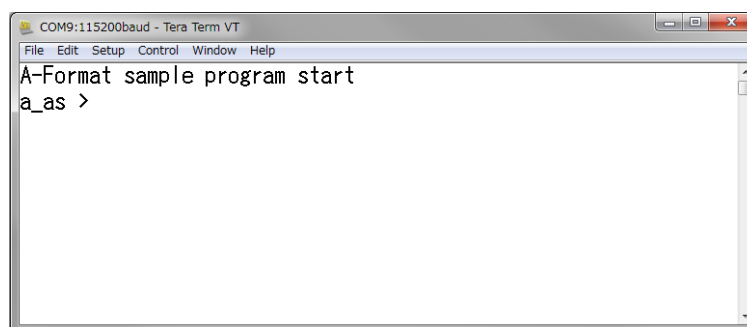 COM9:115200baud - Tera Term VT
File Edit Setup Control Window Help
A-Format sample program start
a_as >